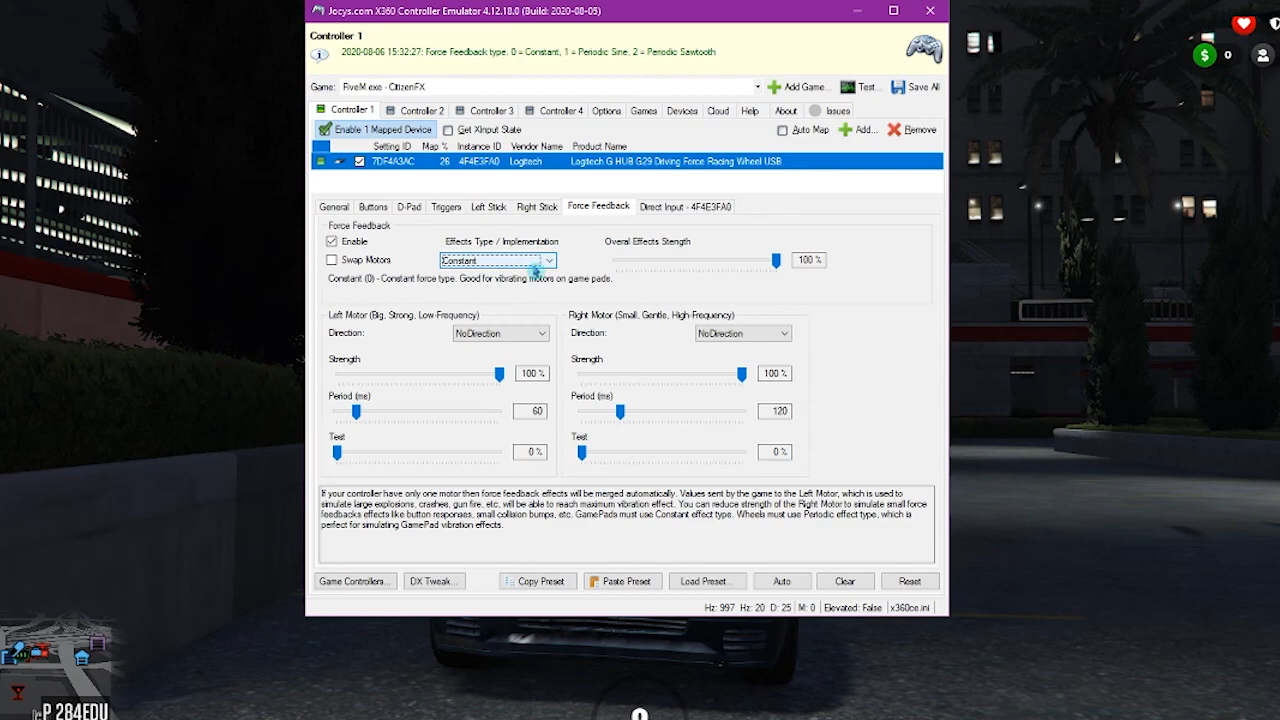 Jocys.com X360 Controller Emulator 4.12.18.0 (Build: 2020-08-05)
Controller 1
2020-08-06 15:32:27: Force Feedback type. 0 = Constant, 1 = Periodic Sine, 2 = Periodic Sawtooth
$ 0
Game: FiveM.exe - CitizenFX Add Game... Test... Save All
Controller 1 Controller 2 Controller 3 Controller 4 Options Games Devices Cloud Help About Issues
Enable 1 Mapped Device Get XInput State Auto Map Add... Remove
Setting ID Map % Instance ID Vendor Name Product Name
7DF4A3AC 26 4F4E3FA0 Logitech Logitech G HUB G29 Driving Force Racing Wheel USB
General Buttons D-Pad Triggers Left Stick Right Stick Force Feedback Direct Input - 4F4E3FA0
Force Feedback
Enable Effects Type / Implementation Overal Effects Stength
Swap Motors Constant 100 %
Constant (0) - Constant force type. Good for vibrating motors on game pads.
Left Motor (Big, Strong, Low-Frequency) Right Motor (Small, Gentle, High-Frequency)
Direction: NoDirection Direction: NoDirection
Strength Strength
100 % 100 %
Period (ms) Period (ms)
60 120
Test Test
0 % 0 %
If your controller have only one motor then force feedback effects will be merged automatically. Values sent by the game to the Left Motor, which is used to
simulate large explosions, crashes, gun fire, etc. will be able to reach maximum vibration effect. You can reduce strength of the Right Motor to simulate small force
feedbacks effects like button responses, small collision bumps, etc. GamePads must use Constant effect type. Wheels must use Periodic effect type, which is
perfect for simulating GamePad vibration effects.
Game Controllers... DX Tweak... Copy Preset Paste Preset Load Preset... Auto Clear Reset
Hz: 997 Hz: 20 D: 25 M: 0 Elevated: False x360ce.ini
P 284EDU
0